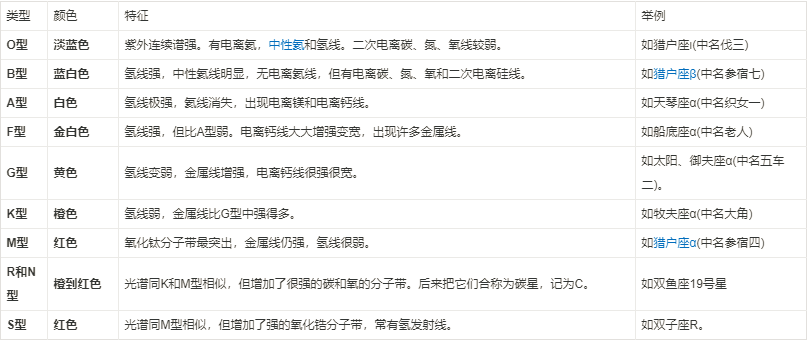 类型 颜色 特征 举例
O型 淡蓝色 紫外连续谱强。有电离氦，中性氦和氢线。二次电离碳、氮、氧线较弱。 如猎户座ι(中名伐三)
B型 蓝白色 氢线强，中性氦线明显，无电离氦线，但有电离碳、氮、氧和二次电离硅线。 如猎户座β(中名参宿七)
A型 白色 氢线极强，氦线消失，出现电离镁和电离钙线。 如天琴座α(中名织女一)
F型 金白色 氢线强，但比A型弱。电离钙线大大增强变宽，出现许多金属线。 如船底座α(中名老人)
G型 黄色 氢线变弱，金属线增强，电离钙线很强很宽。 如太阳、御夫座α(中名五车
二)。
K型 橙色 氢线弱，金属线比G型中强得多。 如牧夫座α(中名大角)
M型 红色 氧化钛分子带最突出，金属线仍强，氢线很弱。 如猎户座α(中名参宿四)
R和N
型 橙到红色 光谱同K和M型相似，但增加了很强的碳和氧的分子带。后来把它们合称为碳星，记为C。 如双鱼座19号星
S型 红色 光谱同M型相似，但增加了强的氧化锆分子带，常有氢发射线。 如双子座R。